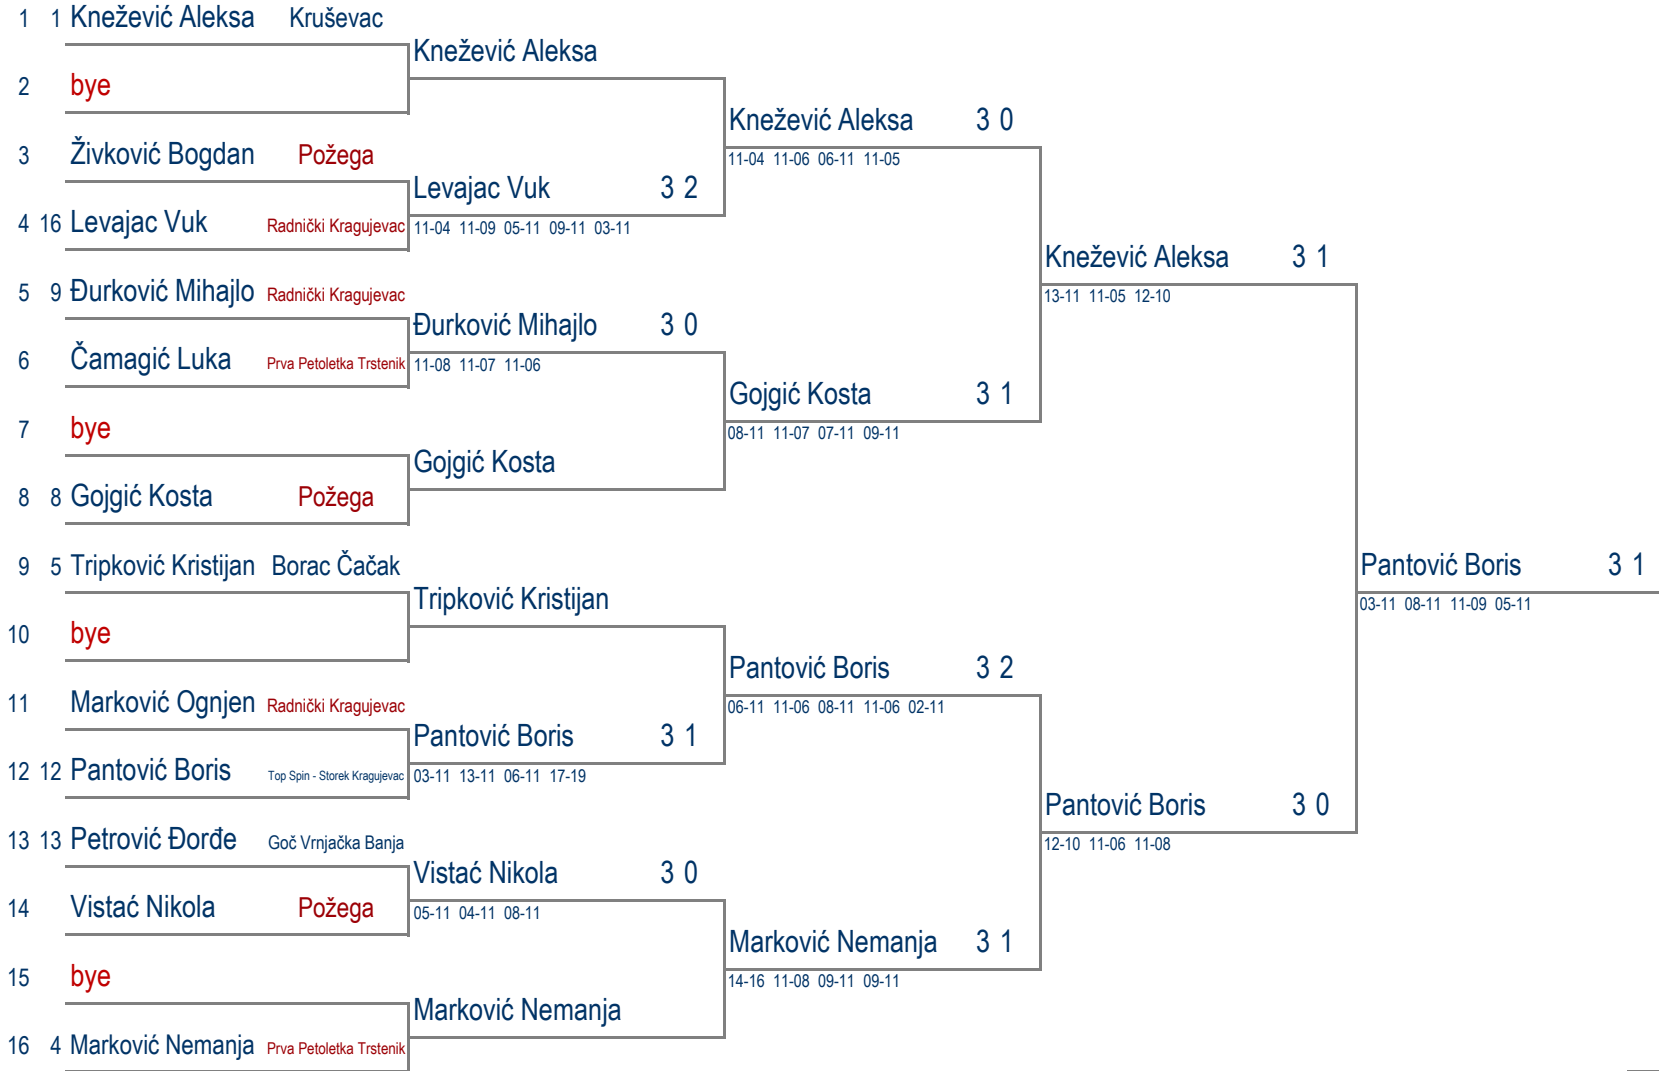 1 1 Knežević Aleksa Kruševac
Knežević Aleksa
2 bye
Knežević Aleksa 3 0
3 Živković Bogdan Požega
11-04 11-06 06-11 11-05
Levajac Vuk 3 2
4 16 Levajac Vuk Radnički Kragujevac
11-04 11-09 05-11 09-11 03-11
Knežević Aleksa 3 1
5 9 Đurković Mihajlo Radnički Kragujevac
13-11 11-05 12-10
Đurković Mihajlo 3 0
6 Čamagić Luka Prva Petoletka Trstenik
11-08 11-07 11-06
Gojgić Kosta 3 1
7 bye
08-11 11-07 07-11 09-11
Gojgić Kosta
8 8 Gojgić Kosta Požega
9 5 Tripković Kristijan Borac Čačak
Pantović Boris 3 1
Tripković Kristijan
03-11 08-11 11-09 05-11
10 bye
Pantović Boris 3 2
11 Marković Ognjen Radnički Kragujevac
06-11 11-06 08-11 11-06 02-11
Pantović Boris 3 1
12 12 Pantović Boris Top Spin - Storek Kragujevac
03-11 13-11 06-11 17-19
Pantović Boris 3 0
13 13 Petrović Đorđe Goč Vrnjačka Banja
12-10 11-06 11-08
Vistać Nikola 3 0
14 Vistać Nikola Požega
05-11 04-11 08-11
Marković Nemanja 3 1
15 bye
14-16 11-08 09-11 09-11
Marković Nemanja
16 4 Marković Nemanja Prva Petoletka Trstenik